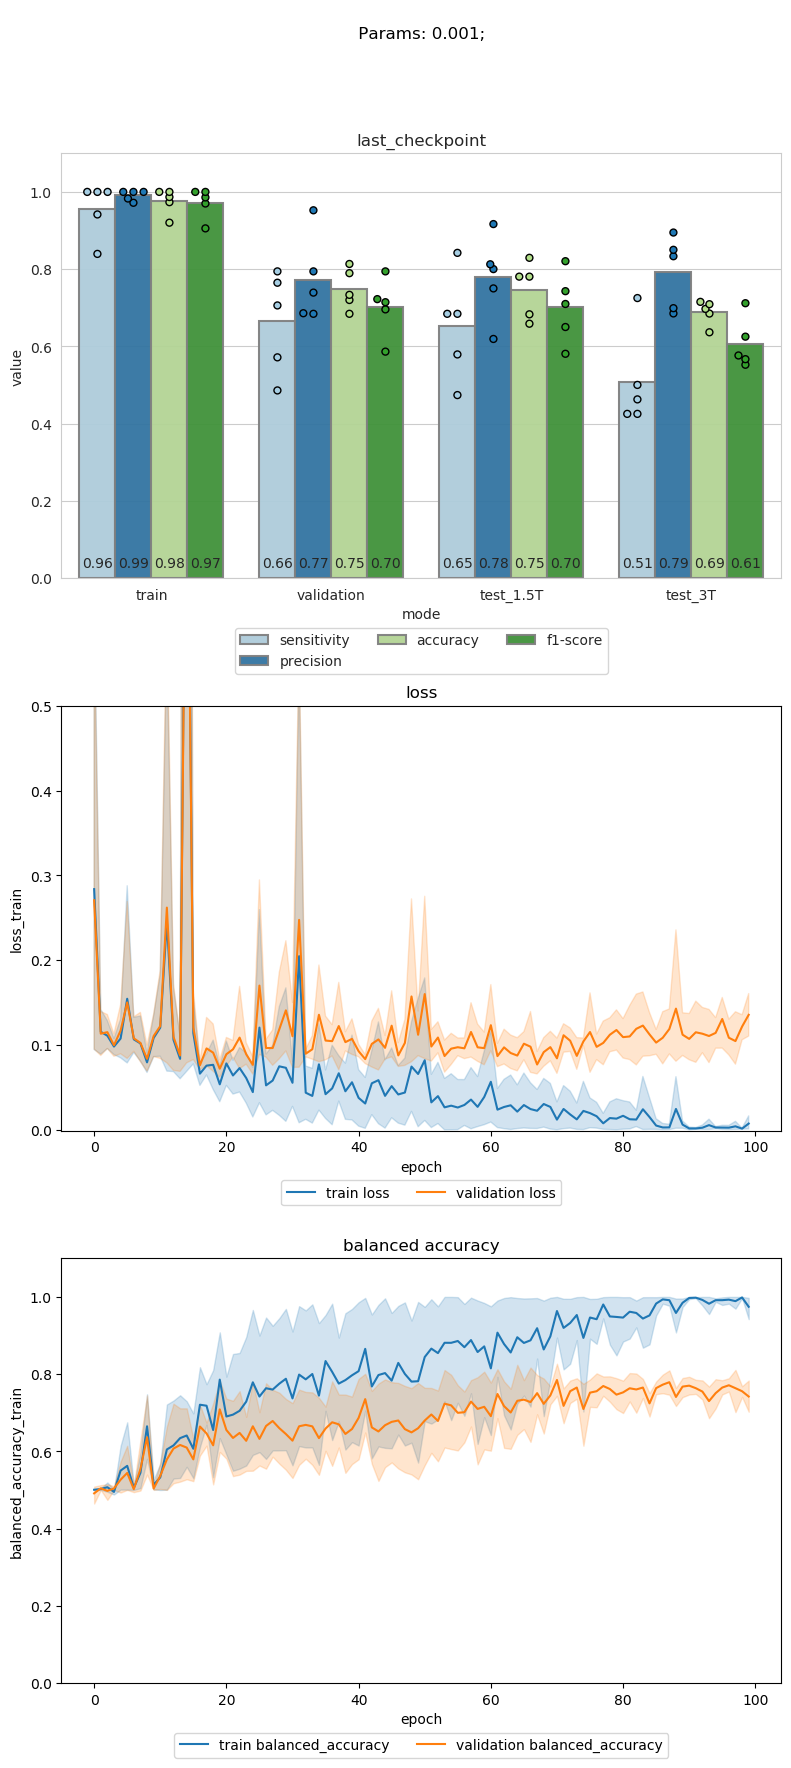 Params: 0.001;
last_checkpoint
value
1.0
0.8
0.6
0.4
0.2
0.0
0.96 0.99 0.98 0.97 0.66 0.77 0.75 0.70 0.65 0.78 0.75 0.70 0.51 0.79 0.69 0.61
train validation test_1.5T test_3T
mode
sensitivity accuracy f1-score
precision
loss
loss_train
0.5
0.4
0.3
0.2
0.1
0.0
0 20 40 60 80 100
epoch
train loss validation loss
balanced accuracy
balanced_accuracy_train
1.0
0.8
0.6
0.4
0.2
0.0
0 20 40 60 80 100
epoch
train balanced_accuracy validation balanced_accuracy